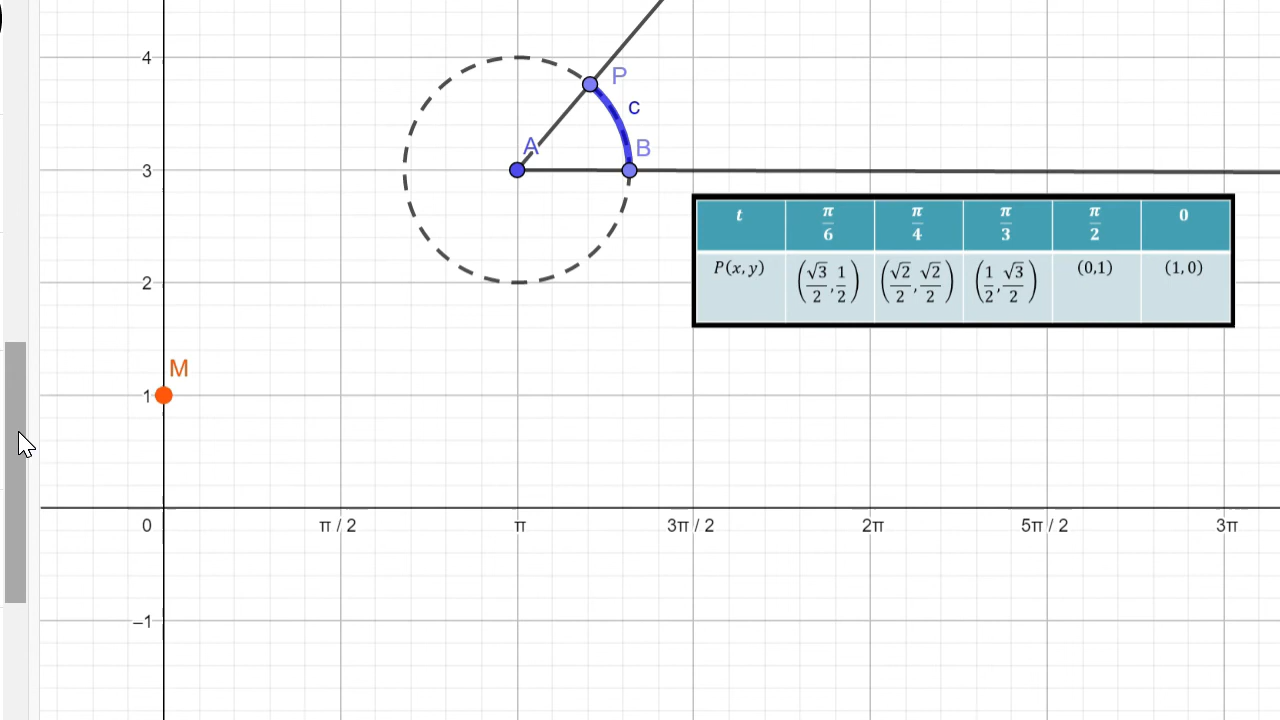 4
P
c
A
B
3
t π/6 π/4 π/3 π/2 0
P(x, y) (√3/2, 1/2) (√2/2, √2/2) (1/2, √3/2) (0,1) (1, 0)
2
M
1
0 π / 2 π 3π / 2 2π 5π / 2 3π
–1